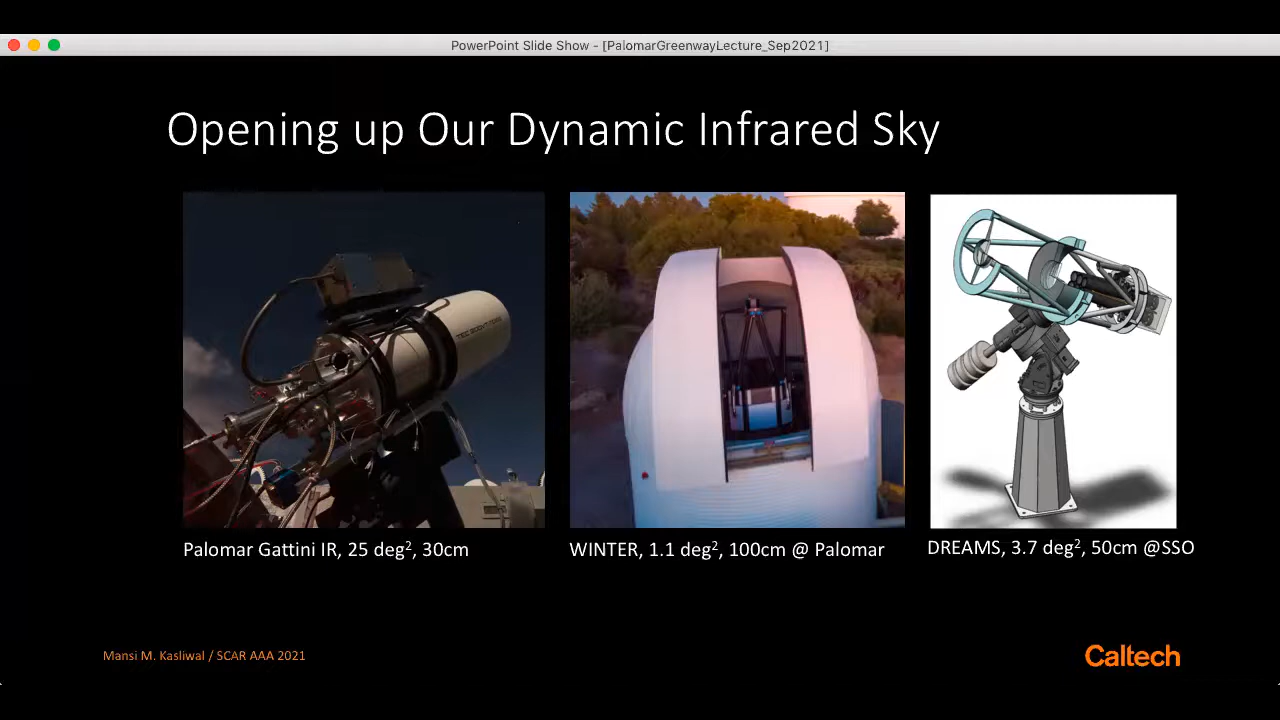 PowerPoint Slide Show - [PalomarGreenwayLecture_Sep2021]
Opening up Our Dynamic Infrared Sky
Palomar Gattini IR, 25 deg², 30cm
WINTER, 1.1 deg², 100cm @ Palomar
DREAMS, 3.7 deg², 50cm @SSO
Mansi M. Kasliwal / SCAR AAA 2021
Caltech